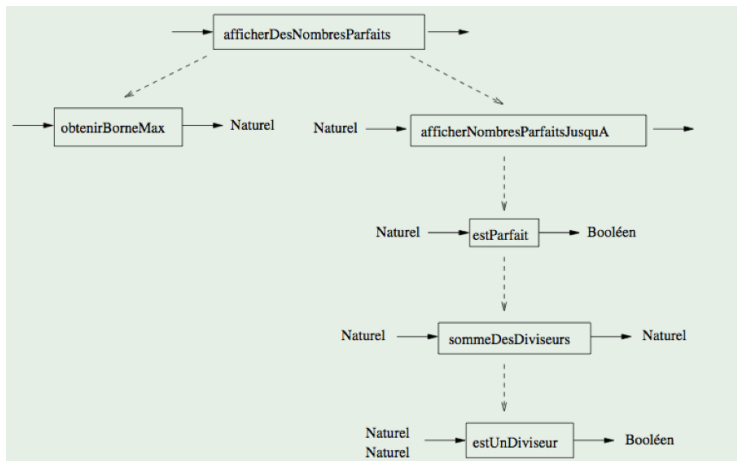 afficherDesNombresParfaits
obtenirBorneMax
Naturel
Naturel
afficherNombresParfaitsJusquA
Naturel
estParfait
Booléen
Naturel
sommeDesDiviseurs
Naturel
Naturel
Naturel
estUnDiviseur
Booléen